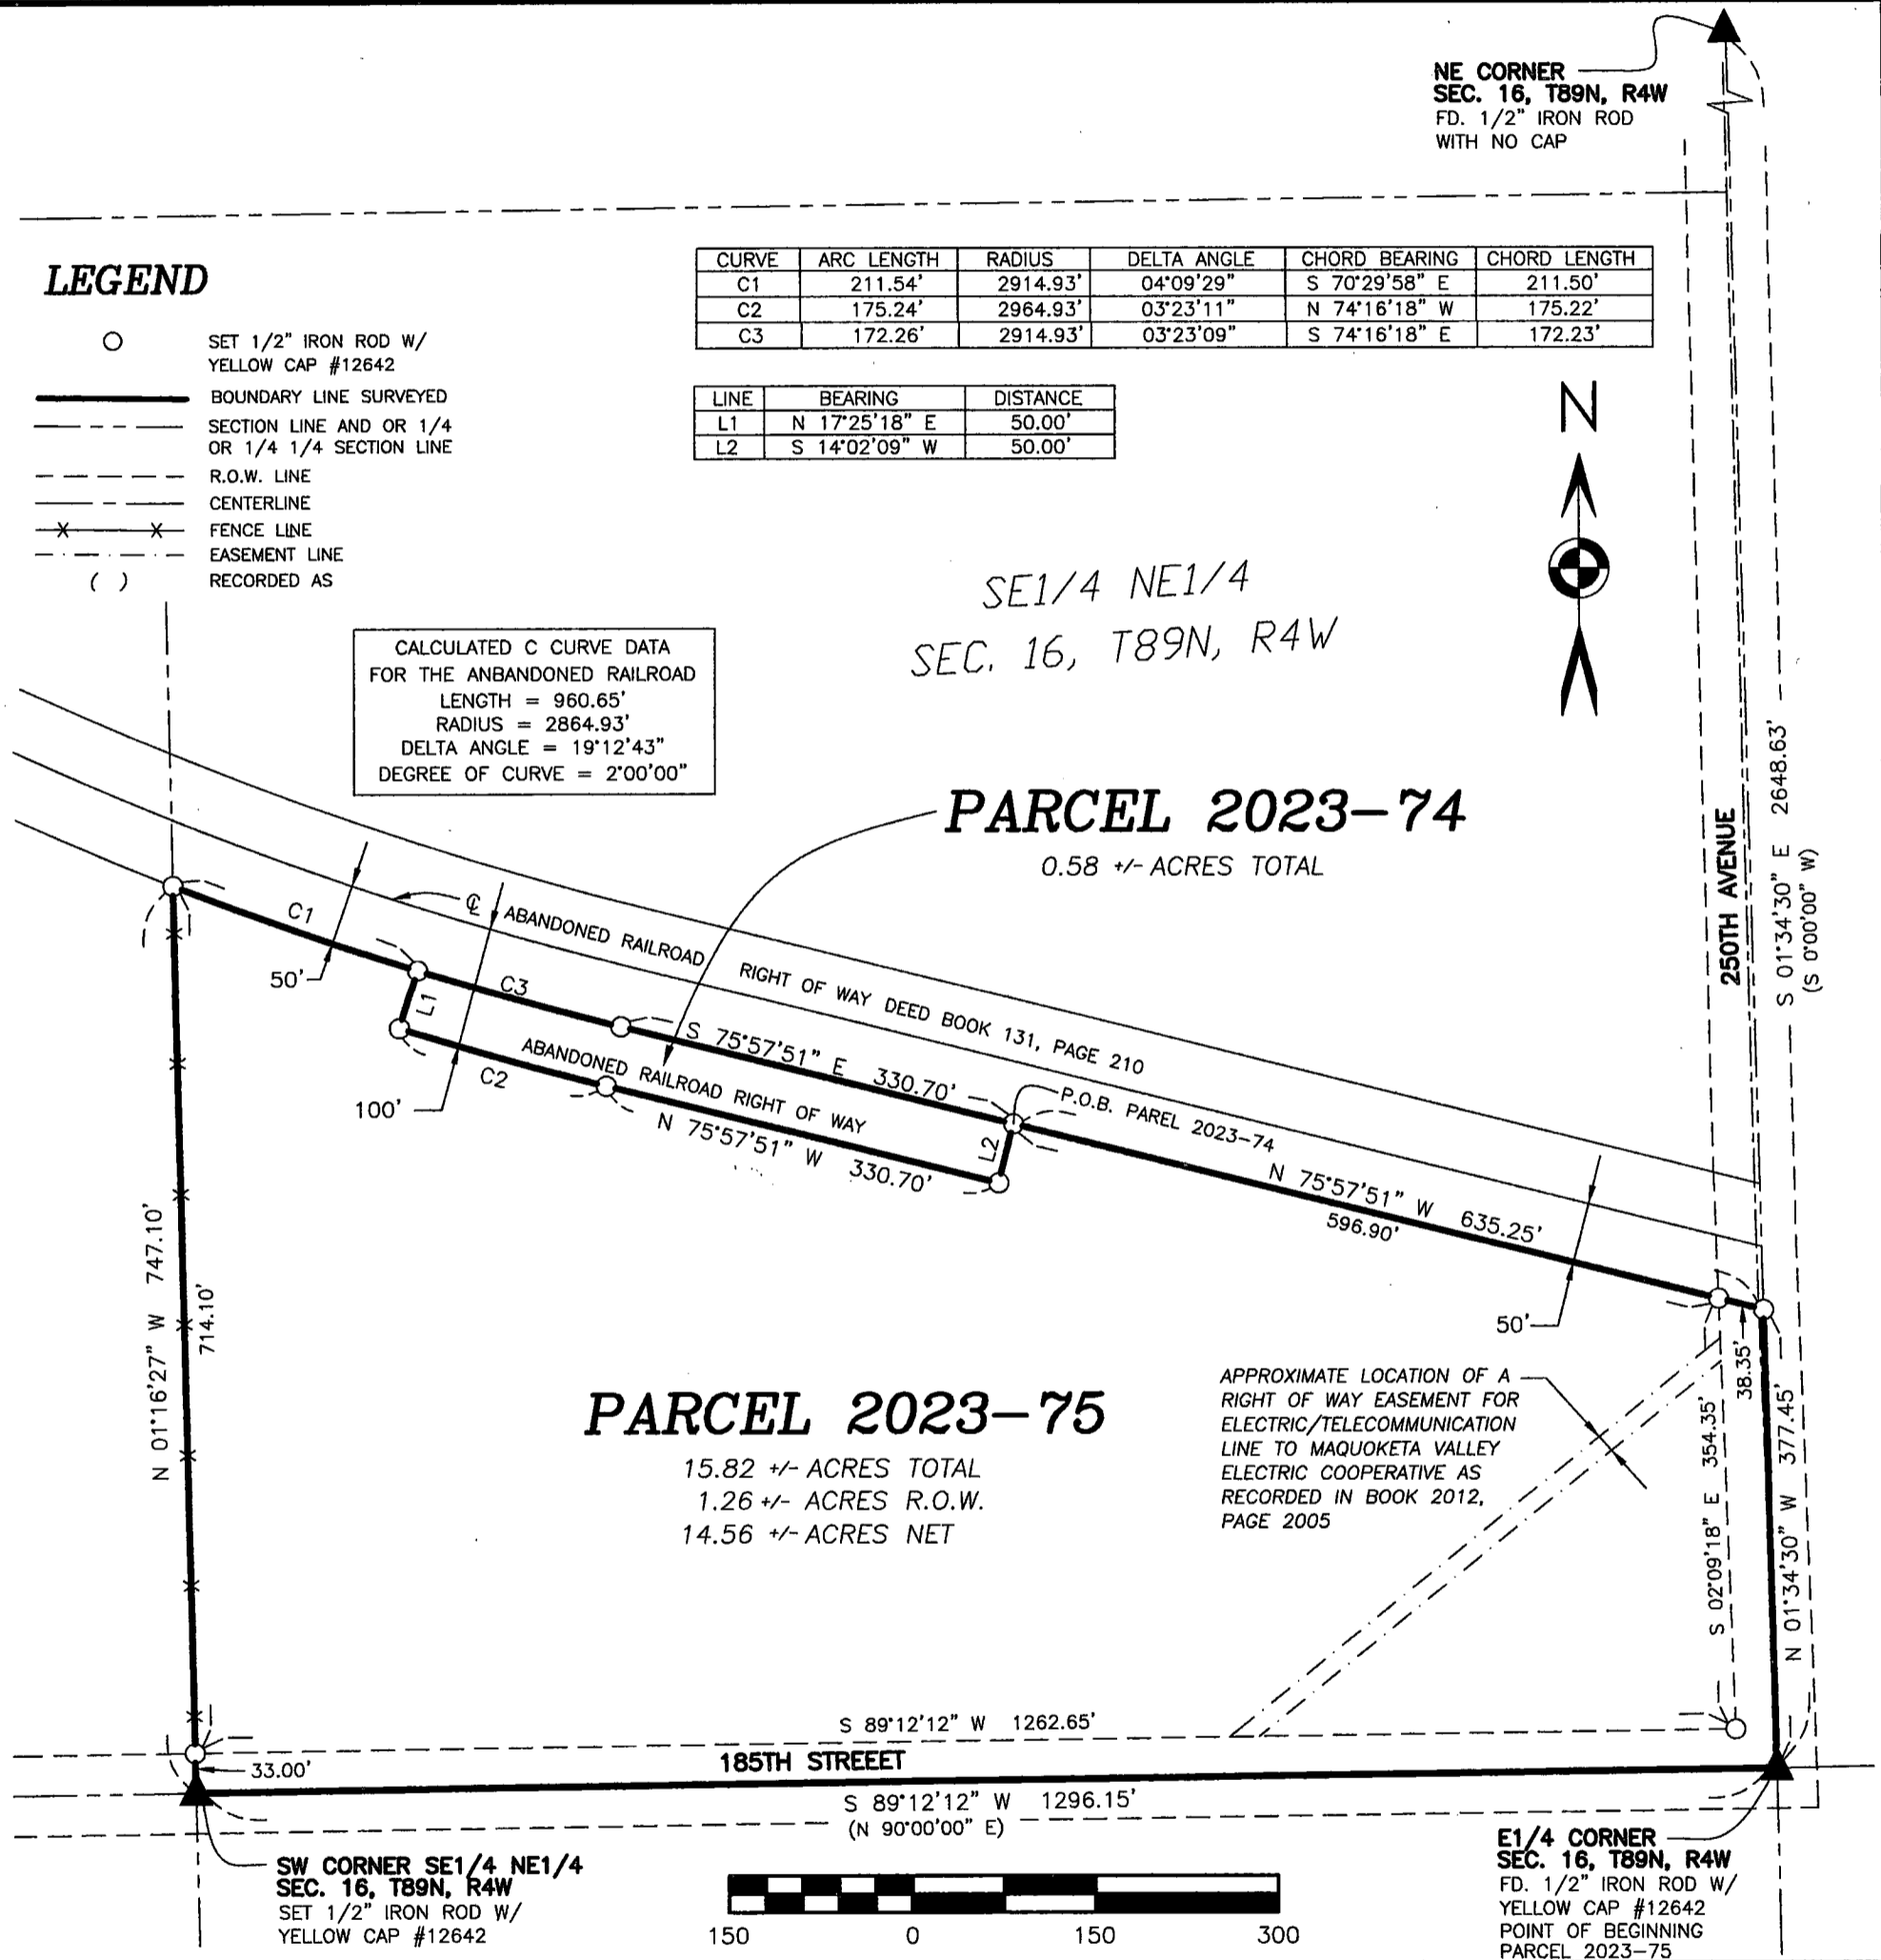 NE CORNER
SEC. 16, T89N, R4W
FD. 1/2" IRON ROD
WITH NO CAP
LEGEND
SET 1/2" IRON ROD W/
YELLOW CAP #12642
BOUNDARY LINE SURVEYED
SECTION LINE AND OR 1/4
OR 1/4 1/4 SECTION LINE
R.O.W. LINE
CENTERLINE
FENCE LINE
EASEMENT LINE
( ) RECORDED AS
CURVE ARC LENGTH RADIUS DELTA ANGLE CHORD BEARING CHORD LENGTH
C1 211.54' 2914.93' 04°09'29" S 70°29'58" E 211.50'
C2 175.24' 2964.93' 03°23'11" N 74°16'18" W 175.22'
C3 172.26' 2914.93' 03°23'09" S 74°16'18" E 172.23'
LINE BEARING DISTANCE
L1 N 17°25'18" E 50.00'
L2 S 14°02'09" W 50.00'
N
SE1/4 NE1/4
SEC. 16, T89N, R4W
CALCULATED C CURVE DATA
FOR THE ANBANDONED RAILROAD
LENGTH = 960.65'
RADIUS = 2864.93'
DELTA ANGLE = 19°12'43"
DEGREE OF CURVE = 2°00'00"
PARCEL 2023-74
0.58 +/- ACRES TOTAL
250TH AVENUE
S 01°34'30" E 2648.63'
(S 0°00'00" W)
C1
50'
℄ ABANDONED RAILROAD RIGHT OF WAY DEED BOOK 131, PAGE 210
L1
C3
S 75°57'51" E 330.70'
ABANDONED RAILROAD RIGHT OF WAY
C2
100'
N 75°57'51" W 330.70'
L2
P.O.B. PAREL 2023-74
N 75°57'51" W 635.25'
596.90'
50'
38.35'
N 01°16'27" W 747.10'
714.10'
PARCEL 2023-75
15.82 +/- ACRES TOTAL
1.26 +/- ACRES R.O.W.
14.56 +/- ACRES NET
APPROXIMATE LOCATION OF A
RIGHT OF WAY EASEMENT FOR
ELECTRIC/TELECOMMUNICATION
LINE TO MAQUOKETA VALLEY
ELECTRIC COOPERATIVE AS
RECORDED IN BOOK 2012,
PAGE 2005
S 02°09'18" E 354.35'
N 01°34'30" W 377.45'
S 89°12'12" W 1262.65'
185TH STREEET
33.00'
S 89°12'12" W 1296.15'
(N 90°00'00" E)
SW CORNER SE1/4 NE1/4
SEC. 16, T89N, R4W
SET 1/2" IRON ROD W/
YELLOW CAP #12642
150 0 150 300
E1/4 CORNER
SEC. 16, T89N, R4W
FD. 1/2" IRON ROD W/
YELLOW CAP #12642
POINT OF BEGINNING
PARCEL 2023-75